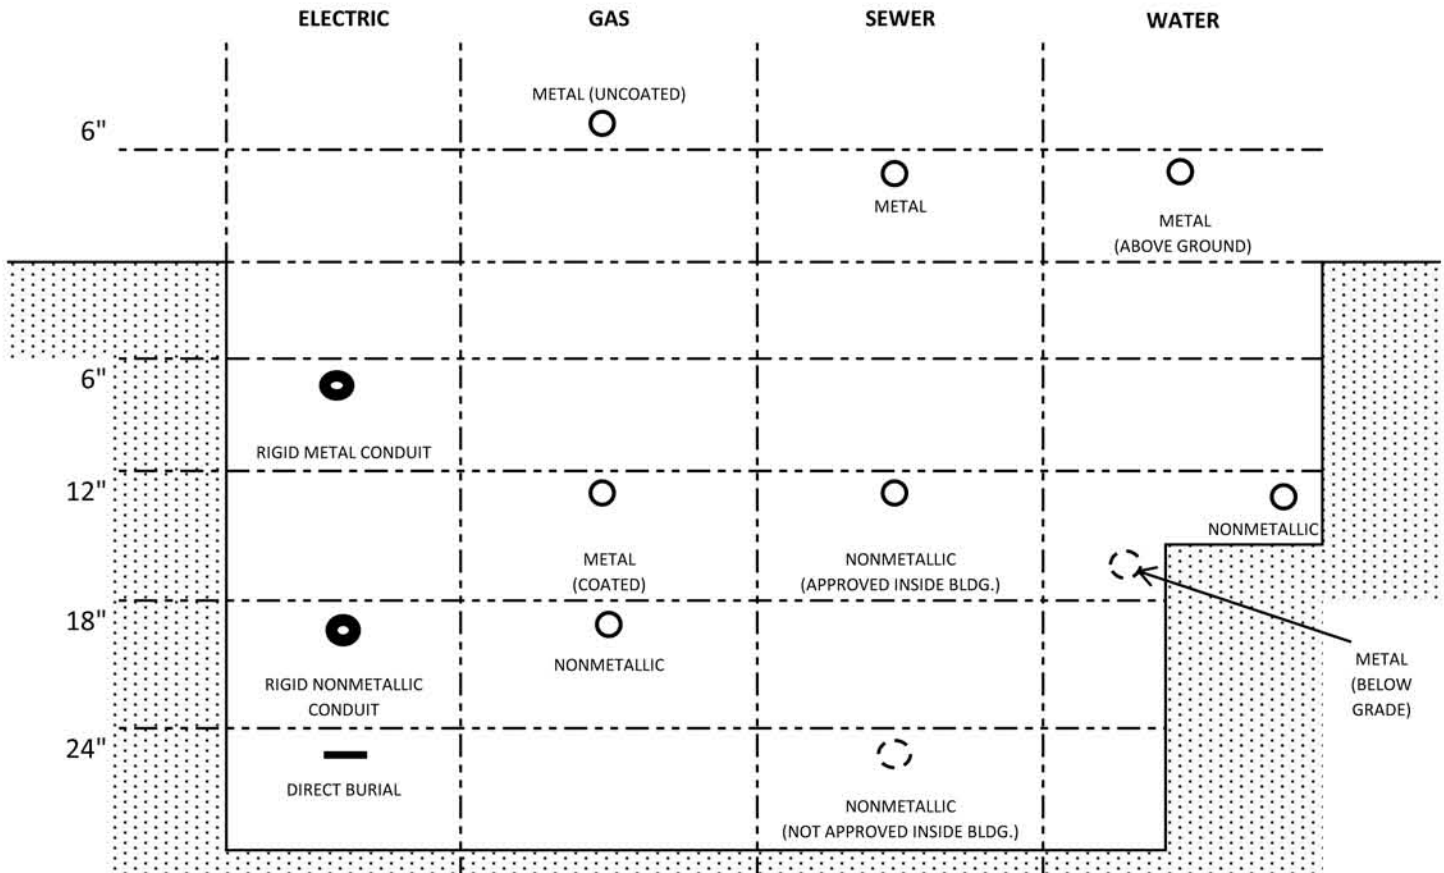 ELECTRIC
GAS
SEWER
WATER
METAL (UNCOATED)
6"
METAL
METAL
(ABOVE GROUND)
6"
RIGID METAL CONDUIT
12"
METAL
(COATED)
NONMETALLIC
(APPROVED INSIDE BLDG.)
NONMETALLIC
18"
RIGID NONMETALLIC
CONDUIT
NONMETALLIC
METAL
(BELOW
GRADE)
24"
DIRECT BURIAL
NONMETALLIC
(NOT APPROVED INSIDE BLDG.)